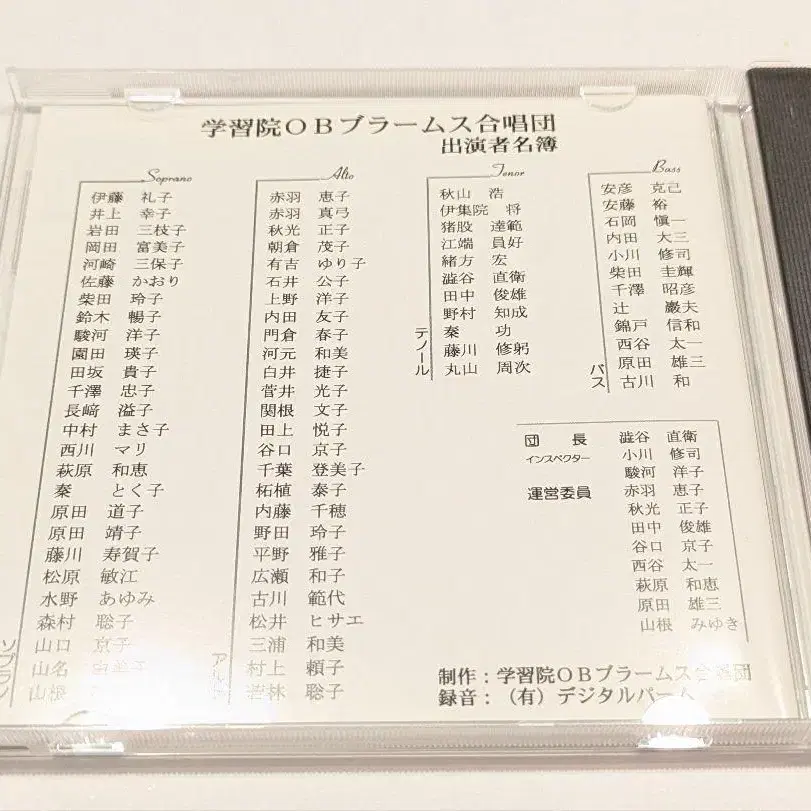 学習院OBブラームス合唱団
出演者名簿
Soprano
伊藤 礼子
井上 幸子
岩田 三枝子
岡田 富美子
河崎 三保子
佐藤 かおり
柴田 玲子
鈴木 暢子
駿河 洋子
園田 瑛子
田坂 貴子
千澤 忠子
長﨑 溢子
中村 まさ子
西川 マリ
萩原 和恵
秦 とく子
原田 道子
原田 靖子
藤川 寿賀子
松原 敏江
水野 あゆみ
森村 聡子
山口 京子
山名
山根
ソプラノ
Alto
赤羽 恵子
赤羽 真弓
秋光 正子
朝倉 茂子
有吉 ゆり子
石井 公子
上野 洋子
内田 友子
門倉 春子
河元 和美
白井 捷子
菅井 光子
関根 文子
田上 悦子
谷口 京子
千葉 登美子
柘植 泰子
内藤 千穂
野田 玲子
平野 雅子
広瀬 和子
古川 範代
松井 ヒサエ
三浦 和美
村上 頼子
若林 聡子
アルト
Tenor
秋山 浩
伊集院 将
猪股 達範
江端 員好
緒方 宏
澁谷 直衛
田中 俊雄
野村 知成
秦 功
藤川 修躬
丸山 周次
テノール
Bass
安彦 克己
安藤 裕
石岡 愼一
内田 大三
小川 修司
柴田 圭輝
千澤 昭彦
辻 巖夫
錦戸 信和
西谷 太一
原田 雄三
古川 和
バス
団長 澁谷 直衛
インスペクター 小川 修司
駿河 洋子
運営委員 赤羽 恵子
秋光 正子
田中 俊雄
谷口 京子
西谷 太一
萩原 和恵
原田 雄三
山根 みゆき
制作：学習院OBブラームス合唱団
録音：（有）デジタルパーム